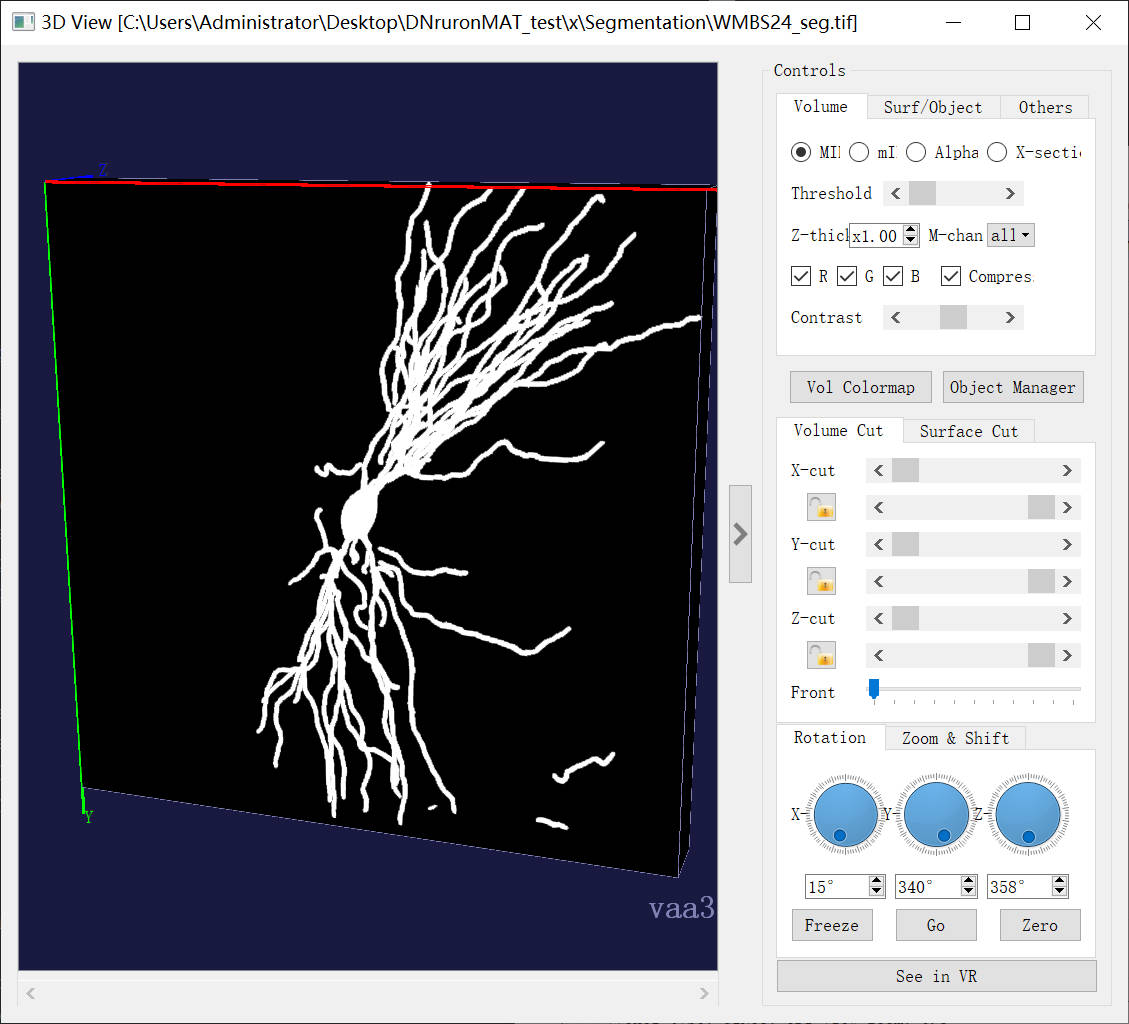 3D View [C:\Users\Administrator\Desktop\DNruronMAT_test\x\Segmentation\WMBS24_seg.tif]
Controls
Volume Surf/Object Others
MI mI Alpha X-secti
Threshold
Z-thick x1.00 M-chan all
R G B Compres
Contrast
Vol Colormap Object Manager
Volume Cut Surface Cut
X-cut
Y-cut
Z-cut
Front
Rotation Zoom & Shift
X- Y- Z-
15° 340° 358°
Freeze Go Zero
See in VR
Z
Y
vaa3